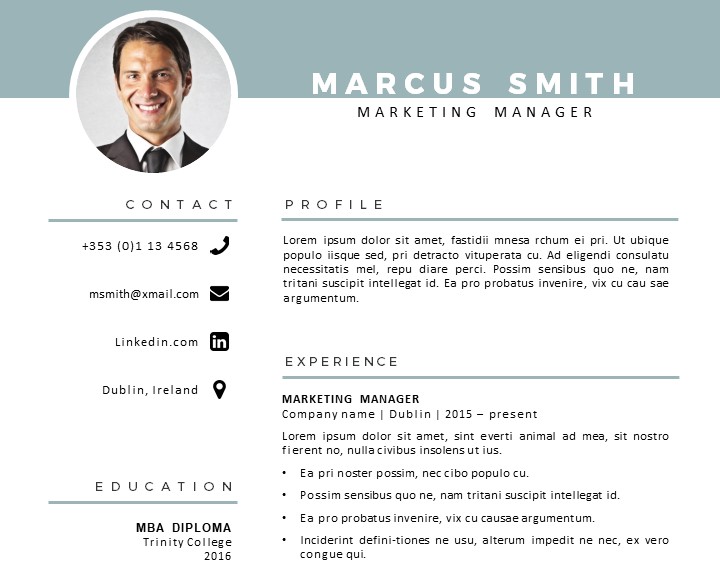 MARCUS SMITH
MARKETING MANAGER
CONTACT
+353 (0)1 13 4568
msmith@xmail.com
Linkedin.com
Dublin, Ireland
EDUCATION
MBA DIPLOMA
Trinity College
2016
PROFILE
Lorem ipsum dolor sit amet, fastidii mnesa rchum ei pri. Ut ubique
populo iisque sed, pri detracto vituperata cu. Ad eligendi consulatu
necessitatis mel, repu diare perci. Possim sensibus quo ne, nam
tritani suscipit intellegat id. Ea pro probatus invenire, vix cu cau sae
argumentum.
EXPERIENCE
MARKETING MANAGER
Company name | Dublin | 2015 – present
Lorem ipsum dolor sit amet, sint everti animal ad mea, sit nostro
fierent no, nulla civibus insolens ut ius.
• Ea pri noster possim, nec cibo populo cu.
• Possim sensibus quo ne, nam tritani suscipit intellegat id.
• Ea pro probatus invenire, vix cu causae argumentum.
• Inciderint defini-tiones ne usu, alterum impedit ne nec, ex vero
congue qui.